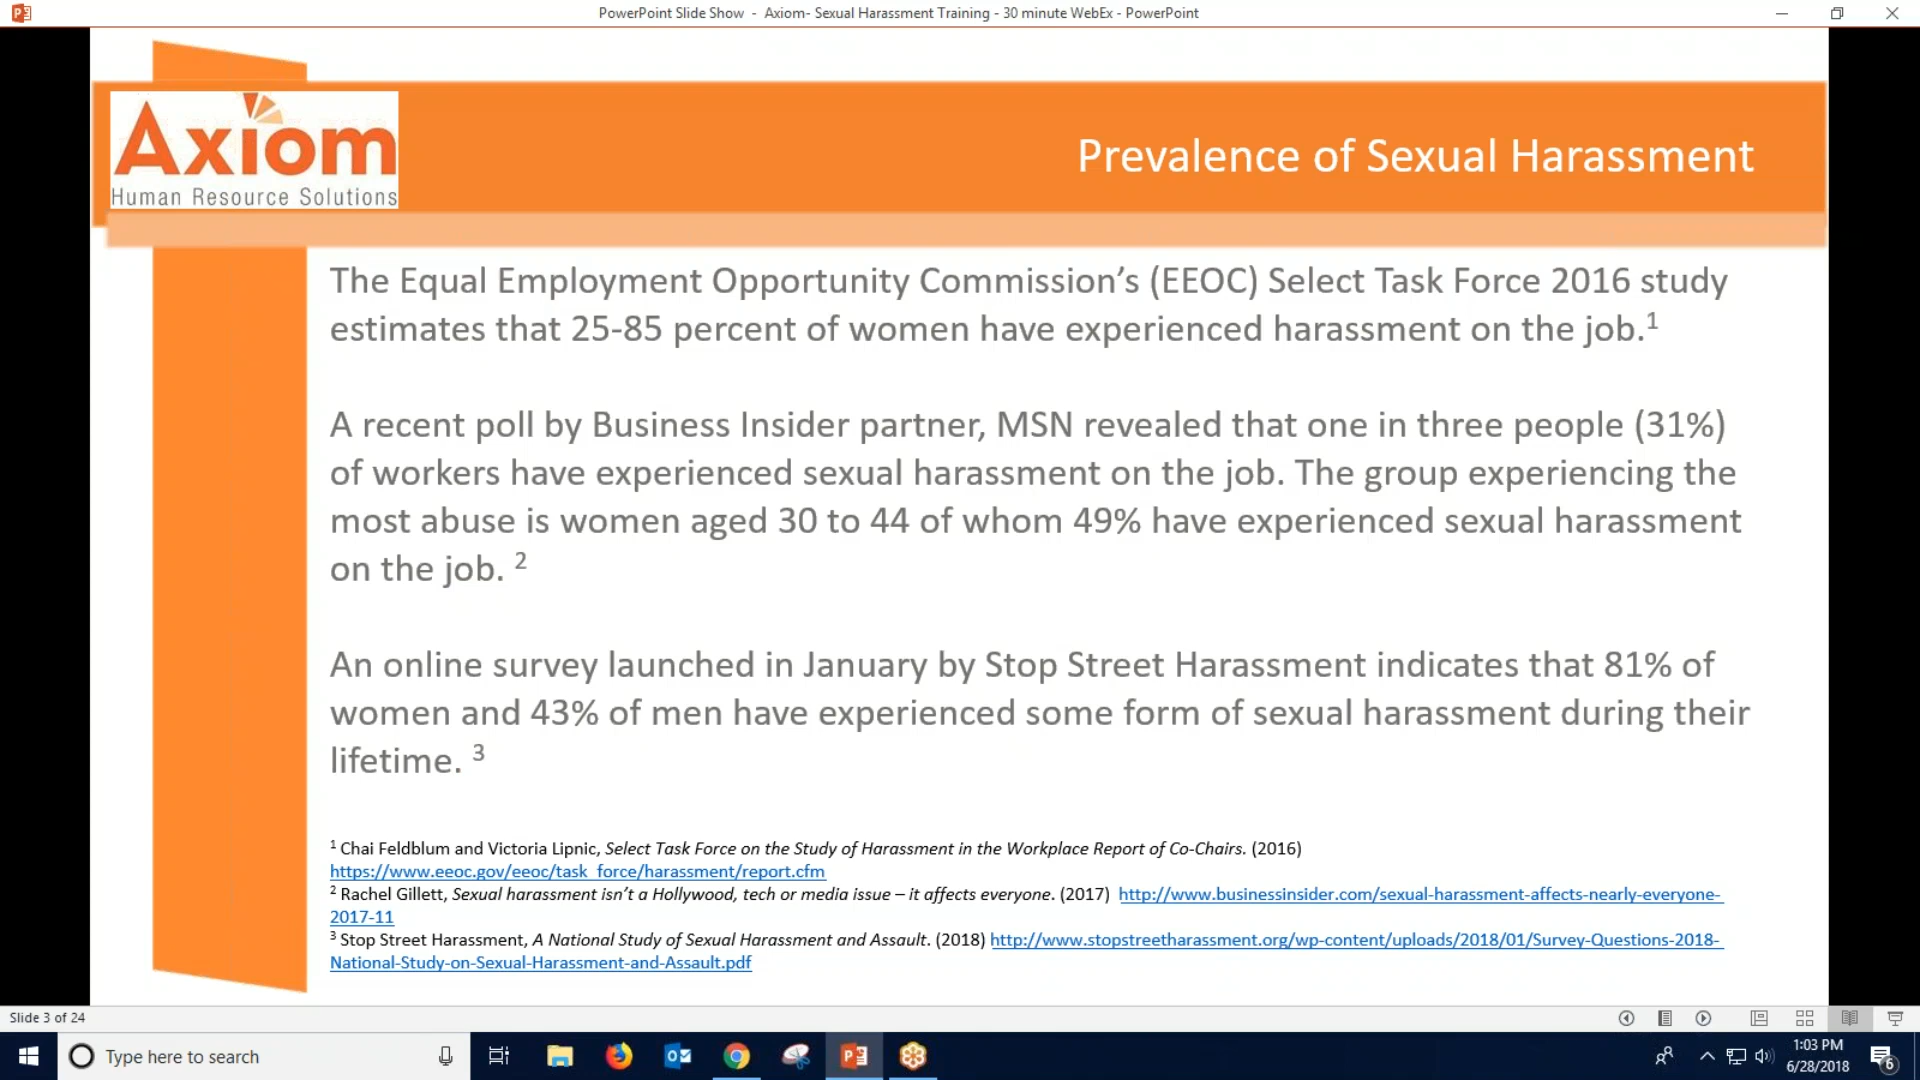 PowerPoint Slide Show - Axiom- Sexual Harassment Training - 30 minute WebEx - PowerPoint
Axiom
Human Resource Solutions
Prevalence of Sexual Harassment
The Equal Employment Opportunity Commission’s (EEOC) Select Task Force 2016 study
estimates that 25-85 percent of women have experienced harassment on the job.1
A recent poll by Business Insider partner, MSN revealed that one in three people (31%)
of workers have experienced sexual harassment on the job. The group experiencing the
most abuse is women aged 30 to 44 of whom 49% have experienced sexual harassment
on the job. 2
An online survey launched in January by Stop Street Harassment indicates that 81% of
women and 43% of men have experienced some form of sexual harassment during their
lifetime. 3
1 Chai Feldblum and Victoria Lipnic, Select Task Force on the Study of Harassment in the Workplace Report of Co-Chairs. (2016)
https://www.eeoc.gov/eeoc/task_force/harassment/report.cfm
2 Rachel Gillett, Sexual harassment isn’t a Hollywood, tech or media issue – it affects everyone. (2017) http://www.businessinsider.com/sexual-harassment-affects-nearly-everyone-
2017-11
3 Stop Street Harassment, A National Study of Sexual Harassment and Assault. (2018) http://www.stopstreetharassment.org/wp-content/uploads/2018/01/Survey-Questions-2018-
National-Study-on-Sexual-Harassment-and-Assault.pdf
Slide 3 of 24
Type here to search
1:03 PM
6/28/2018
6